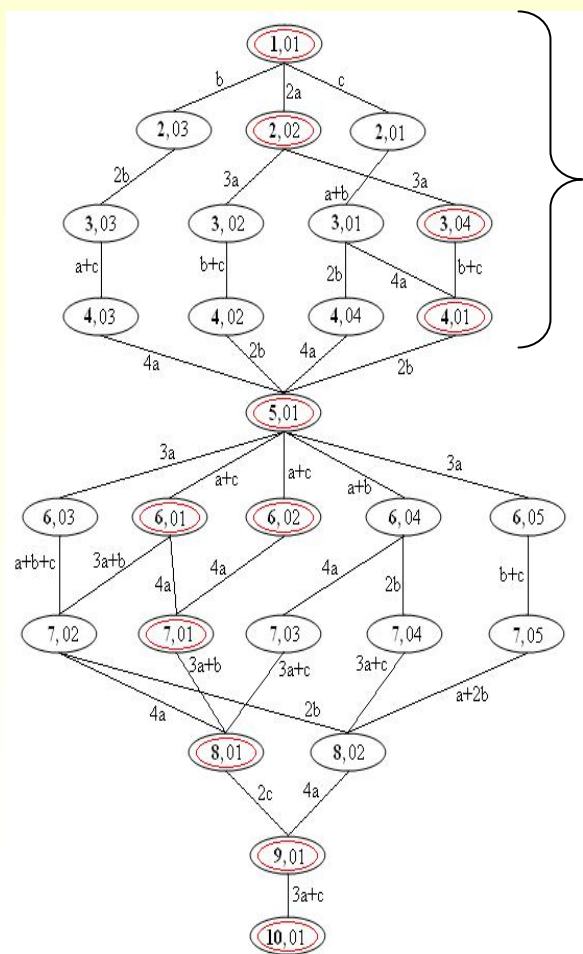 1,01
b 2a c
2,03 2,02 2,01
2b 3a a+b 3a
3,03 3,02 3,01 3,04
a+c b+c 2b 4a b+c
4,03 4,02 4,04 4,01
4a 2b 4a 2b
5,01
3a a+c a+c a+b 3a
6,03 6,01 6,02 6,04 6,05
a+b+c 3a+b 4a 4a 4a 2b b+c
7,02 7,01 7,03 7,04 7,05
4a 3a+b 3a+c 2b 3a+c a+2b
8,01 8,02
2c 4a
9,01
3a+c
10,01